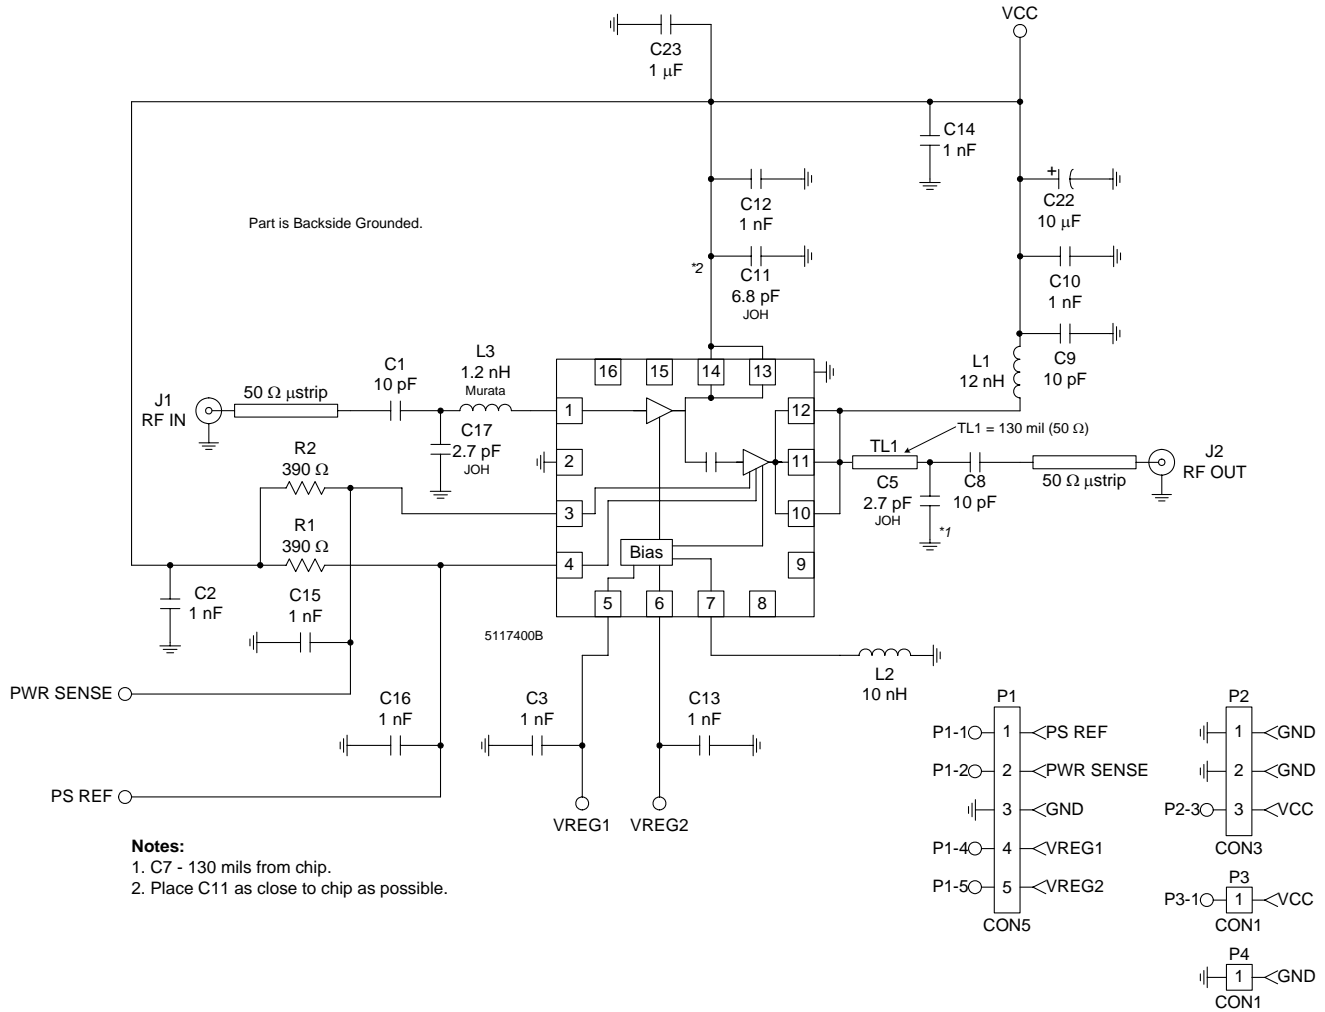 VCC
C23
1 µF
C14
1 nF
C12
1 nF
C22
+
10 µF
Part is Backside Grounded.
*2
C11
6.8 pF
JOH
C10
1 nF
L1
12 nH
C9
10 pF
J1
RF IN
50 Ω µstrip
C1
10 pF
L3
1.2 nH
Murata
C17
2.7 pF
JOH
16
15
14
13
1
2
3
4
12
11
10
9
5
6
7
8
Bias
5117400B
TL1
TL1 = 130 mil (50 Ω)
C5
2.7 pF
JOH
*1
C8
10 pF
50 Ω µstrip
J2
RF OUT
R2
390 Ω
R1
390 Ω
C2
1 nF
C15
1 nF
PWR SENSE
C16
1 nF
PS REF
C3
1 nF
C13
1 nF
VREG1
VREG2
L2
10 nH
P1
P1-1 1 PS REF
P1-2 2 PWR SENSE
3 GND
P1-4 4 VREG1
P1-5 5 VREG2
CON5
P2
1 GND
2 GND
P2-3 3 VCC
CON3
P3
P3-1 1 VCC
CON1
P4
1 GND
CON1
Notes:
1. C7 - 130 mils from chip.
2. Place C11 as close to chip as possible.